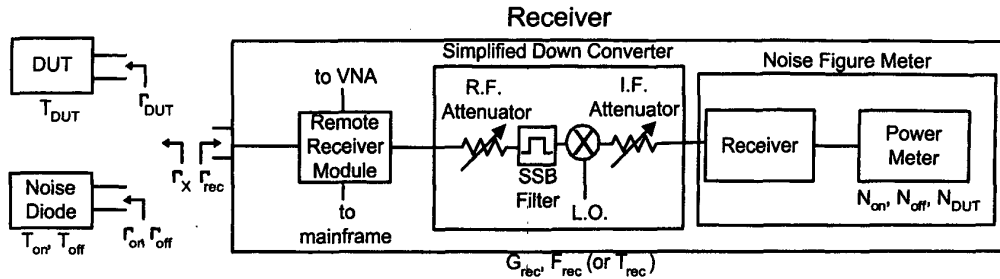 Receiver
DUT
T_DUT
Γ_DUT
Noise
Diode
T_on, T_off
Γ_on, Γ_off
Γ_X Γ_rec
to VNA
Remote
Receiver
Module
to
mainframe
Simplified Down Converter
R.F.
Attenuator
SSB
Filter
L.O.
I.F.
Attenuator
Noise Figure Meter
Receiver
Power
Meter
N_on, N_off, N_DUT
G_rec, F_rec (or T_rec)